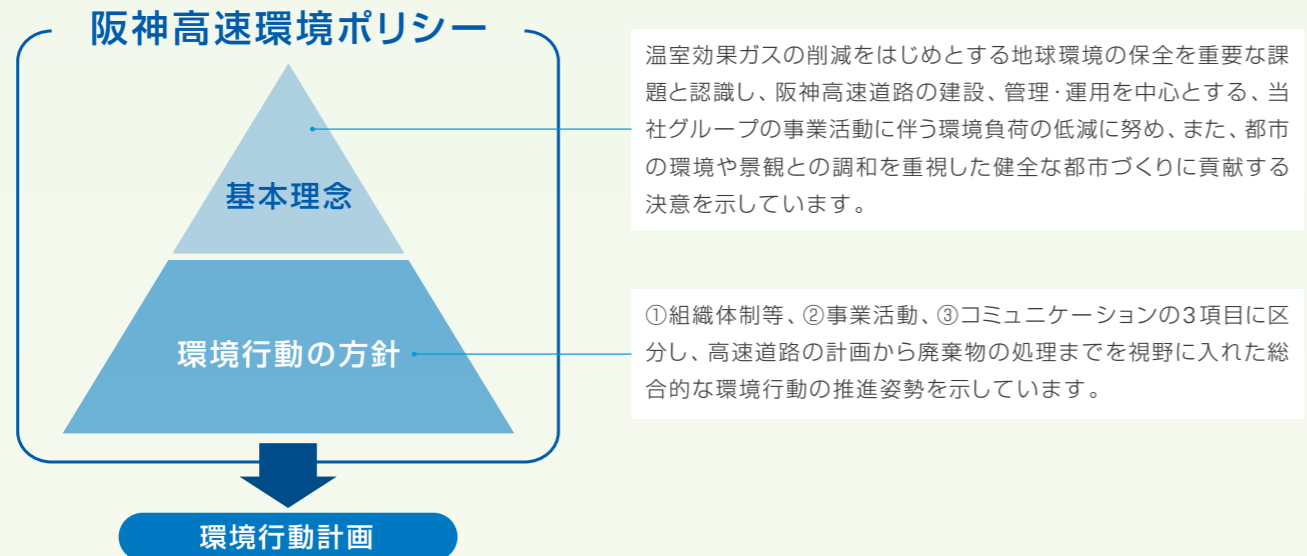 阪神高速環境ポリシー
基本理念
温室効果ガスの削減をはじめとする地球環境の保全を重要な課
題と認識し、阪神高速道路の建設、管理・運用を中心とする、当
社グループの事業活動に伴う環境負荷の低減に努め、また、都市
の環境や景観との調和を重視した健全な都市づくりに貢献する
決意を示しています。
環境行動の方針
①組織体制等、②事業活動、③コミュニケーションの3項目に区
分し、高速道路の計画から廃棄物の処理までを視野に入れた総
合的な環境行動の推進姿勢を示しています。
環境行動計画